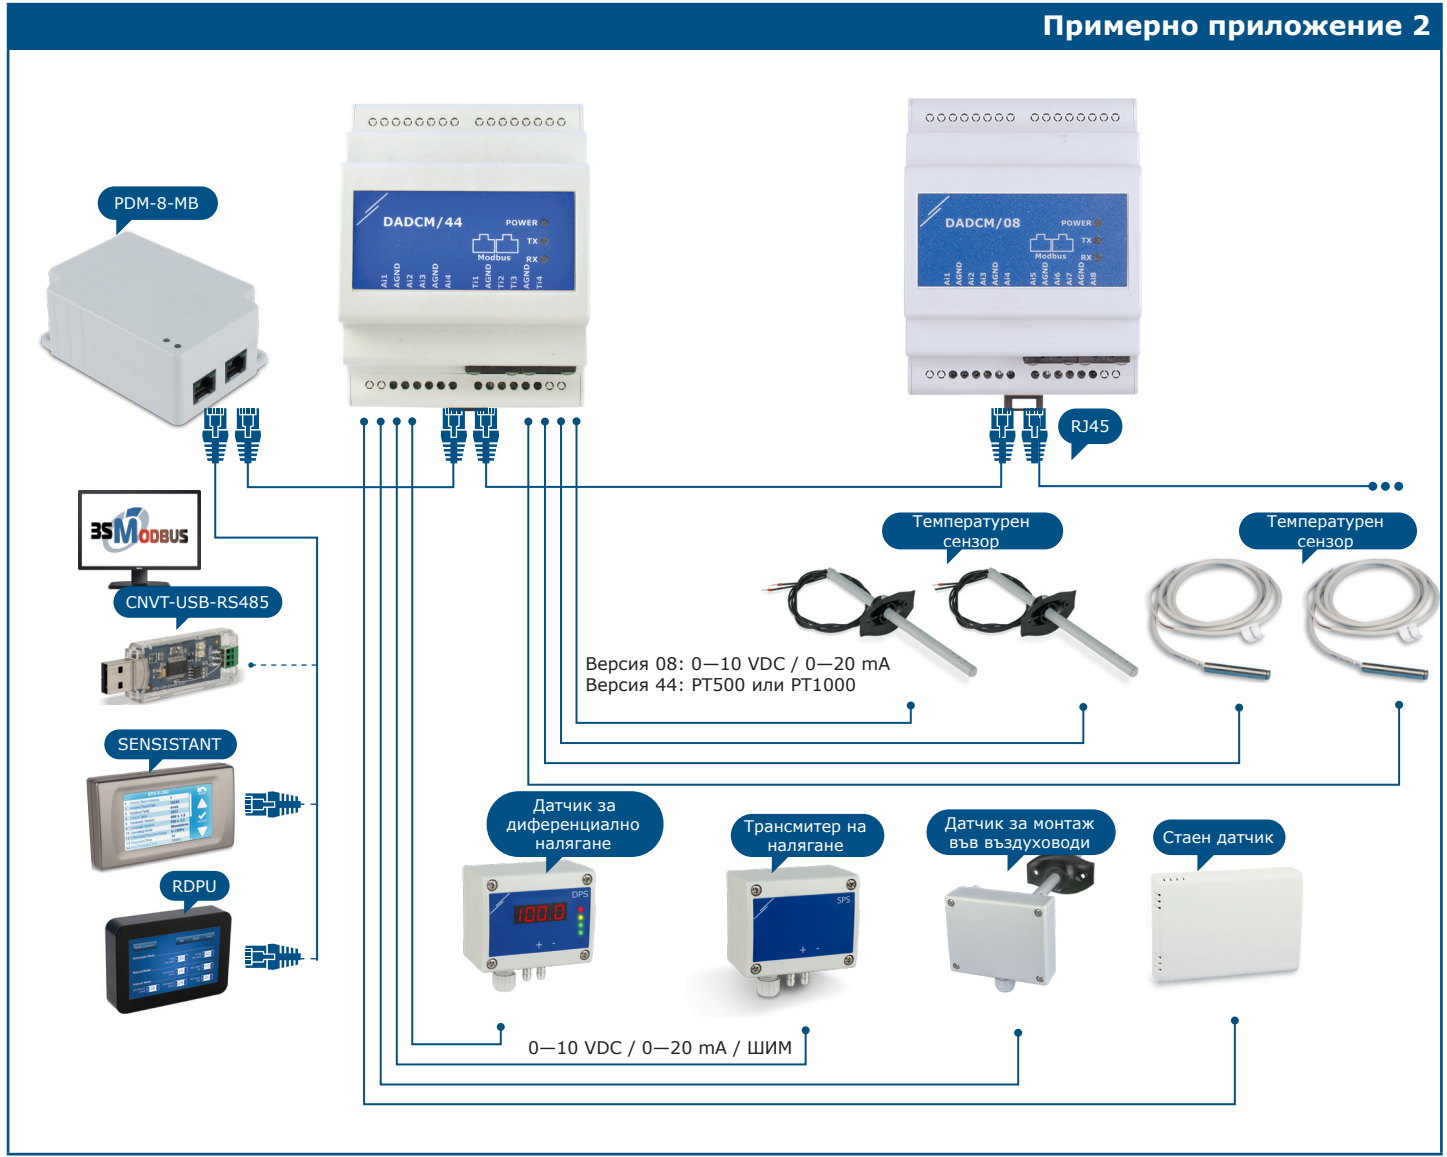 Примерно приложение 2
PDM-8-MB
DADCM/44
POWER
TX
RX
Modbus
Ai1
AGND
Ai2
Ai3
AGND
Ai4
Ti1
AGND
Ti2
Ti3
AGND
Ti4
DADCM/08
POWER
TX
RX
Modbus
Ai1
AGND
Ai2
Ai3
AGND
Ai4
Ai5
AGND
Ai6
Ai7
AGND
Ai8
RJ45
3SMODBUS
CNVT-USB-RS485
Температурен
сензор
Температурен
сензор
Версия 08: 0—10 VDC / 0—20 mA
Версия 44: PT500 или PT1000
SENSISTANT
RDPU
Датчик за
диференциално
налягане
DPS
100.0
+ -
Трансмитер на
налягане
SPS
+ -
Датчик за монтаж
във въздуховоди
Стаен датчик
0—10 VDC / 0—20 mA / ШИМ